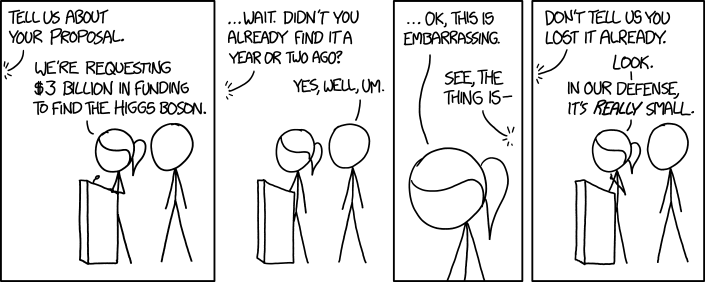 TELL US ABOUT
YOUR PROPOSAL.
WE'RE REQUESTING
$3 BILLION IN FUNDING
TO FIND THE HIGGS BOSON.
...WAIT. DIDN'T YOU
ALREADY FIND IT A
YEAR OR TWO AGO?
YES, WELL, UM.
... OK, THIS IS
EMBARRASSING.
SEE, THE
THING IS—
DON'T TELL US YOU
LOST IT ALREADY.
LOOK.
IN OUR DEFENSE,
IT'S REALLY SMALL.